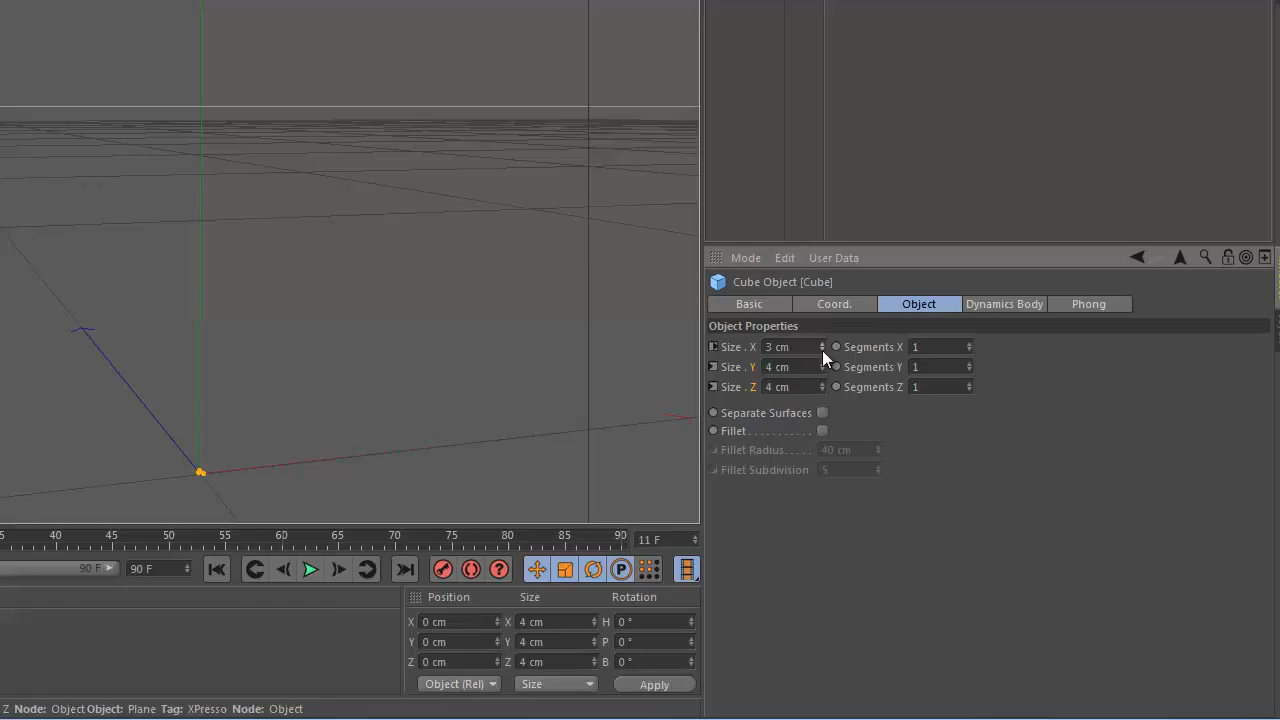 Mode Edit User Data
Cube Object [Cube]
Basic Coord. Object Dynamics Body Phong
Object Properties
Size . X 3 cm Segments X 1
Size . Y 4 cm Segments Y 1
Size . Z 4 cm Segments Z 1
Separate Surfaces
Fillet . . . . . . . . . . .
Fillet Radius. . . . . 40 cm
Fillet Subdivision 5
5 40 45 50 55 60 65 70 75 80 85 90 11 F
90 F 90 F
P
Position Size Rotation
X 0 cm X 4 cm H 0 °
Y 0 cm Y 4 cm P 0 °
Z 0 cm Z 4 cm B 0 °
Object (Rel) Size Apply
Z Node: Object Object: Plane Tag: XPresso Node: Object